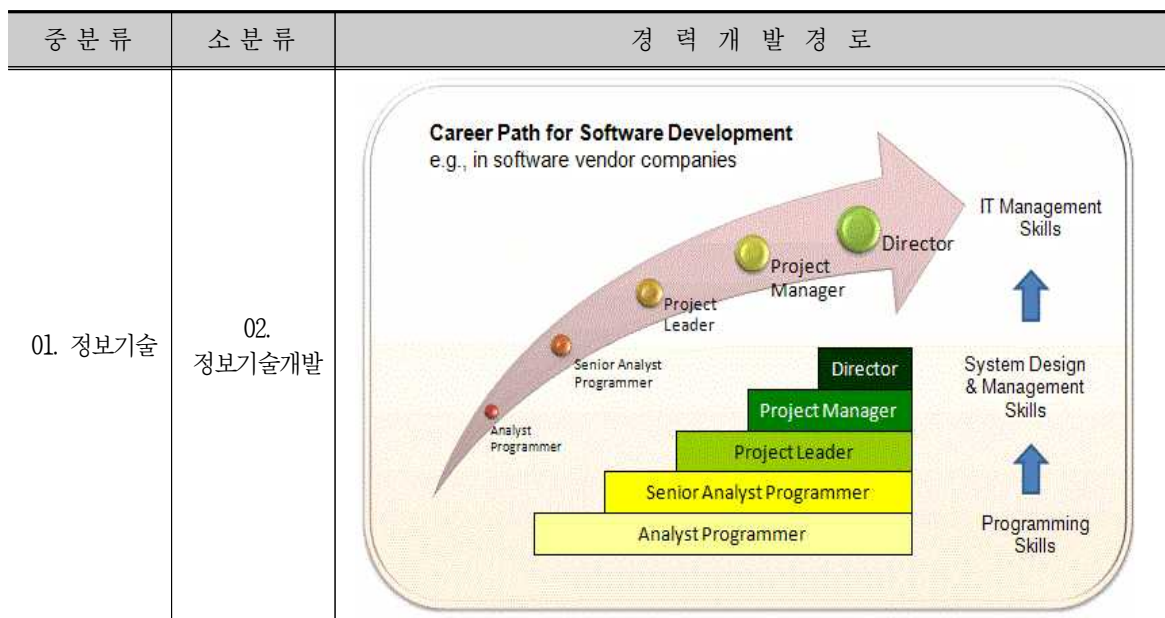 중 분 류
소 분 류
경 력 개 발 경 로
01. 정보기술
02.
정보기술개발
Career Path for Software Development
e.g., in software vendor companies
Director
Project
Manager
Project
Leader
Senior Analyst
Programmer
Analyst
Programmer
Director
Project Manager
Project Leader
Senior Analyst Programmer
Analyst Programmer
IT Management
Skills
System Design
& Management
Skills
Programming
Skills